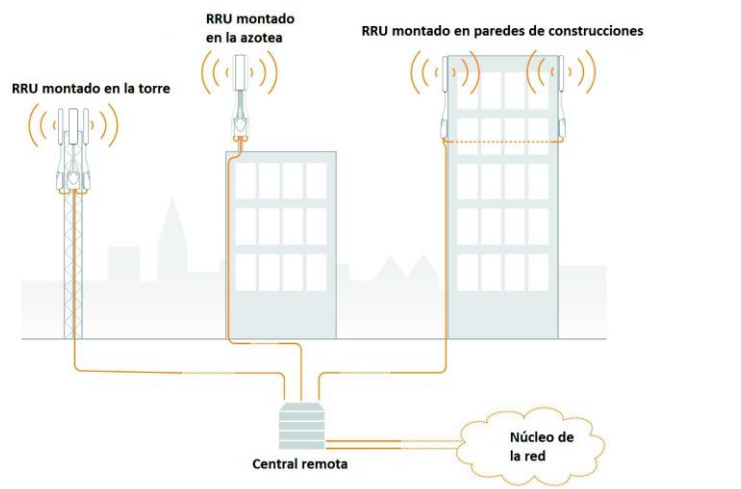 RRU montado
en la azotea
RRU montado en paredes de construcciones
RRU montado en la torre
Núcleo de
la red
Central remota